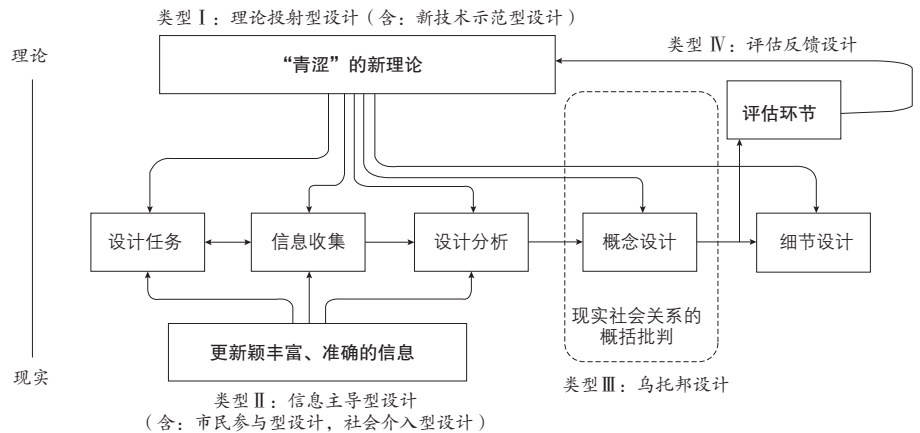 类型Ⅰ：理论投射型设计（含：新技术示范型设计）
理论
类型Ⅳ：评估反馈设计
“青涩”的新理论
评估环节
设计任务
信息收集
设计分析
概念设计
细节设计
现实社会关系的
概括批判
更新颖丰富、准确的信息
现实
类型Ⅲ：乌托邦设计
类型Ⅱ：信息主导型设计
（含：市民参与型设计，社会介入型设计）